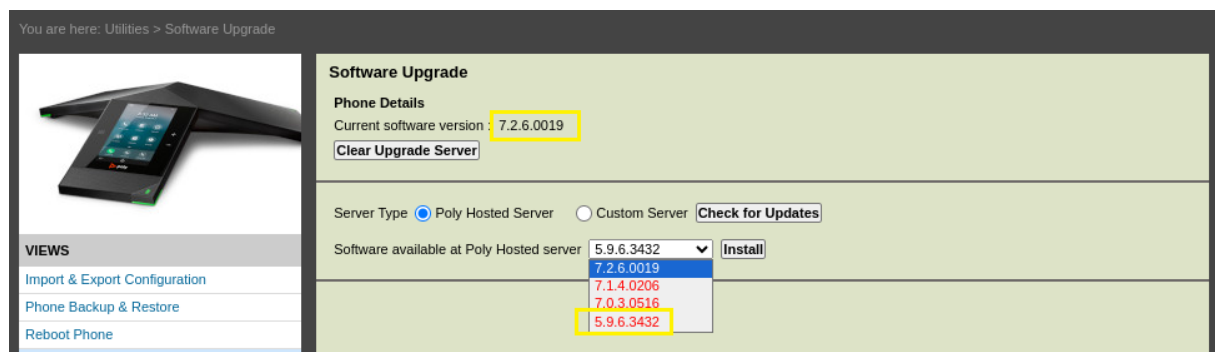 You are here: Utilities > Software Upgrade
Software Upgrade
Phone Details
Current software version : 7.2.6.0019
Clear Upgrade Server
Server Type Poly Hosted Server Custom Server Check for Updates
Software available at Poly Hosted server 5.9.6.3432 Install
7.2.6.0019
7.1.4.0206
7.0.3.0516
5.9.6.3432
poly
VIEWS
Import & Export Configuration
Phone Backup & Restore
Reboot Phone